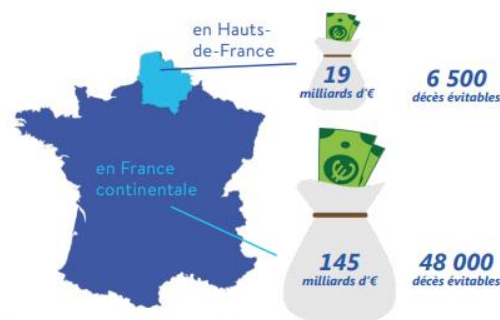 en Hauts-
de-France
19
milliards d'€
6 500
décès évitables
en France
continentale
145
milliards d'€
48 000
décès évitables